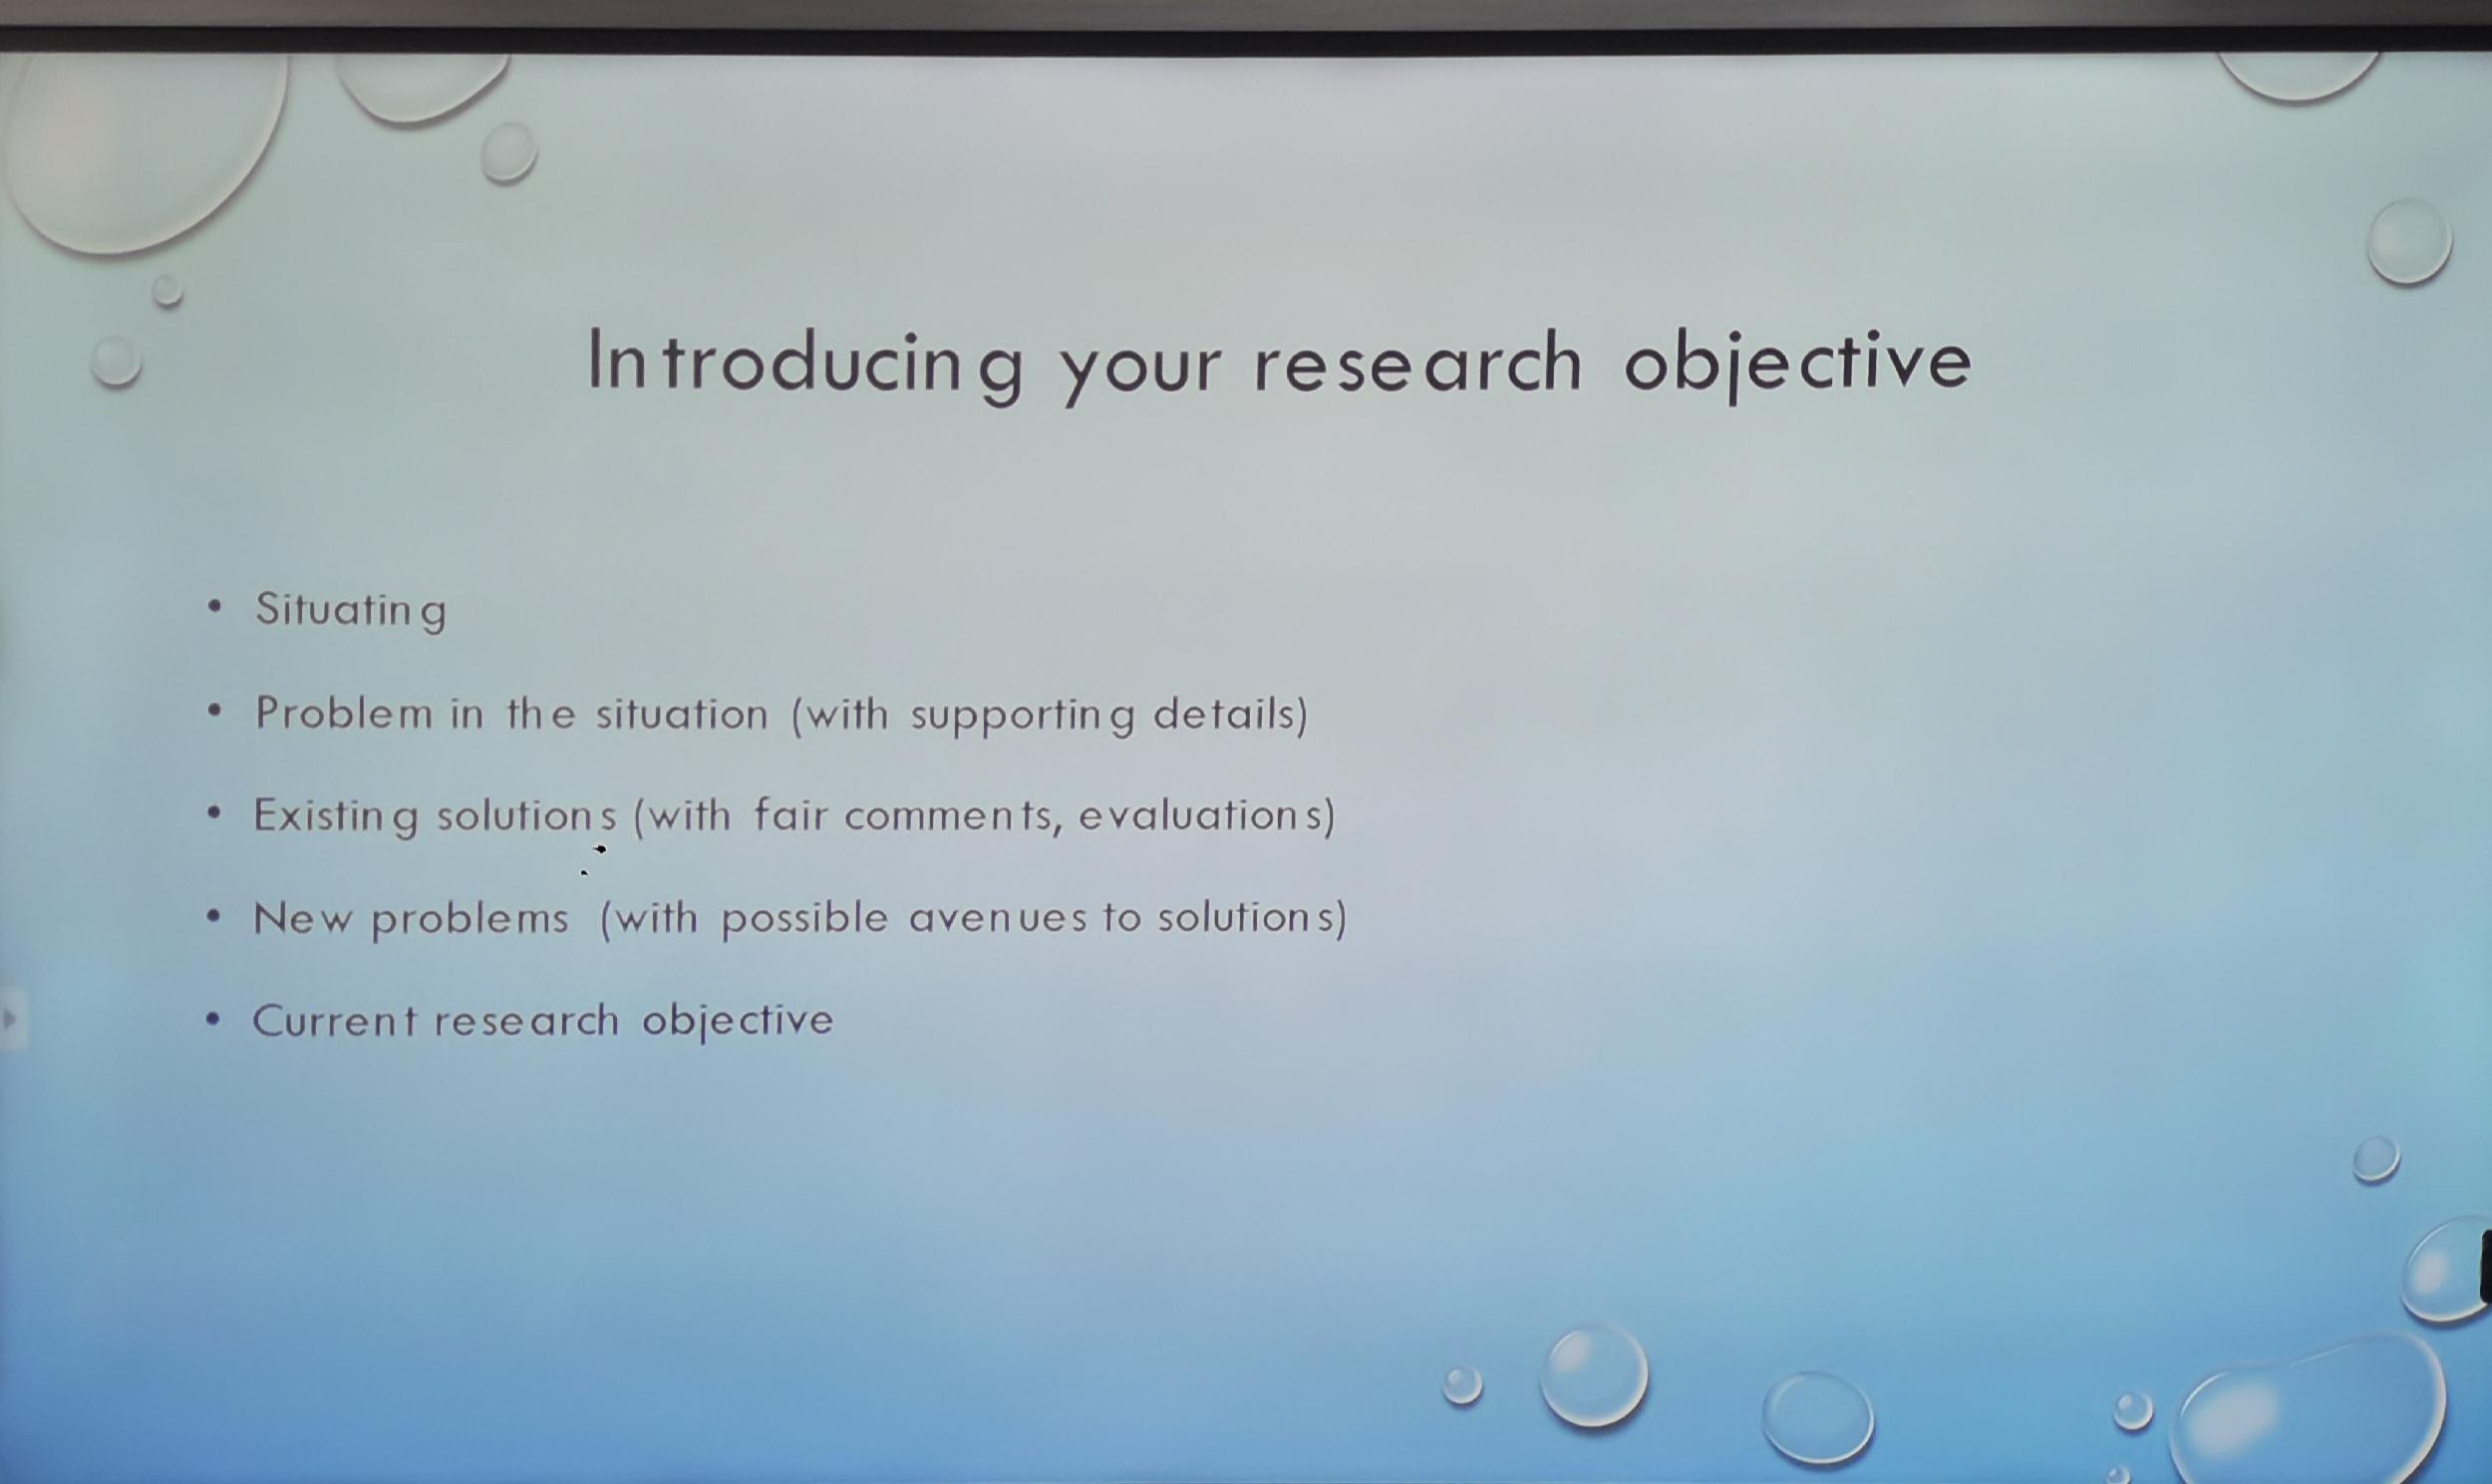 Introducing your research objective
• Situating
• Problem in the situation (with supporting details)
• Existing solutions (with fair comments, evaluations)
• New problems (with possible avenues to solutions)
• Current research objective